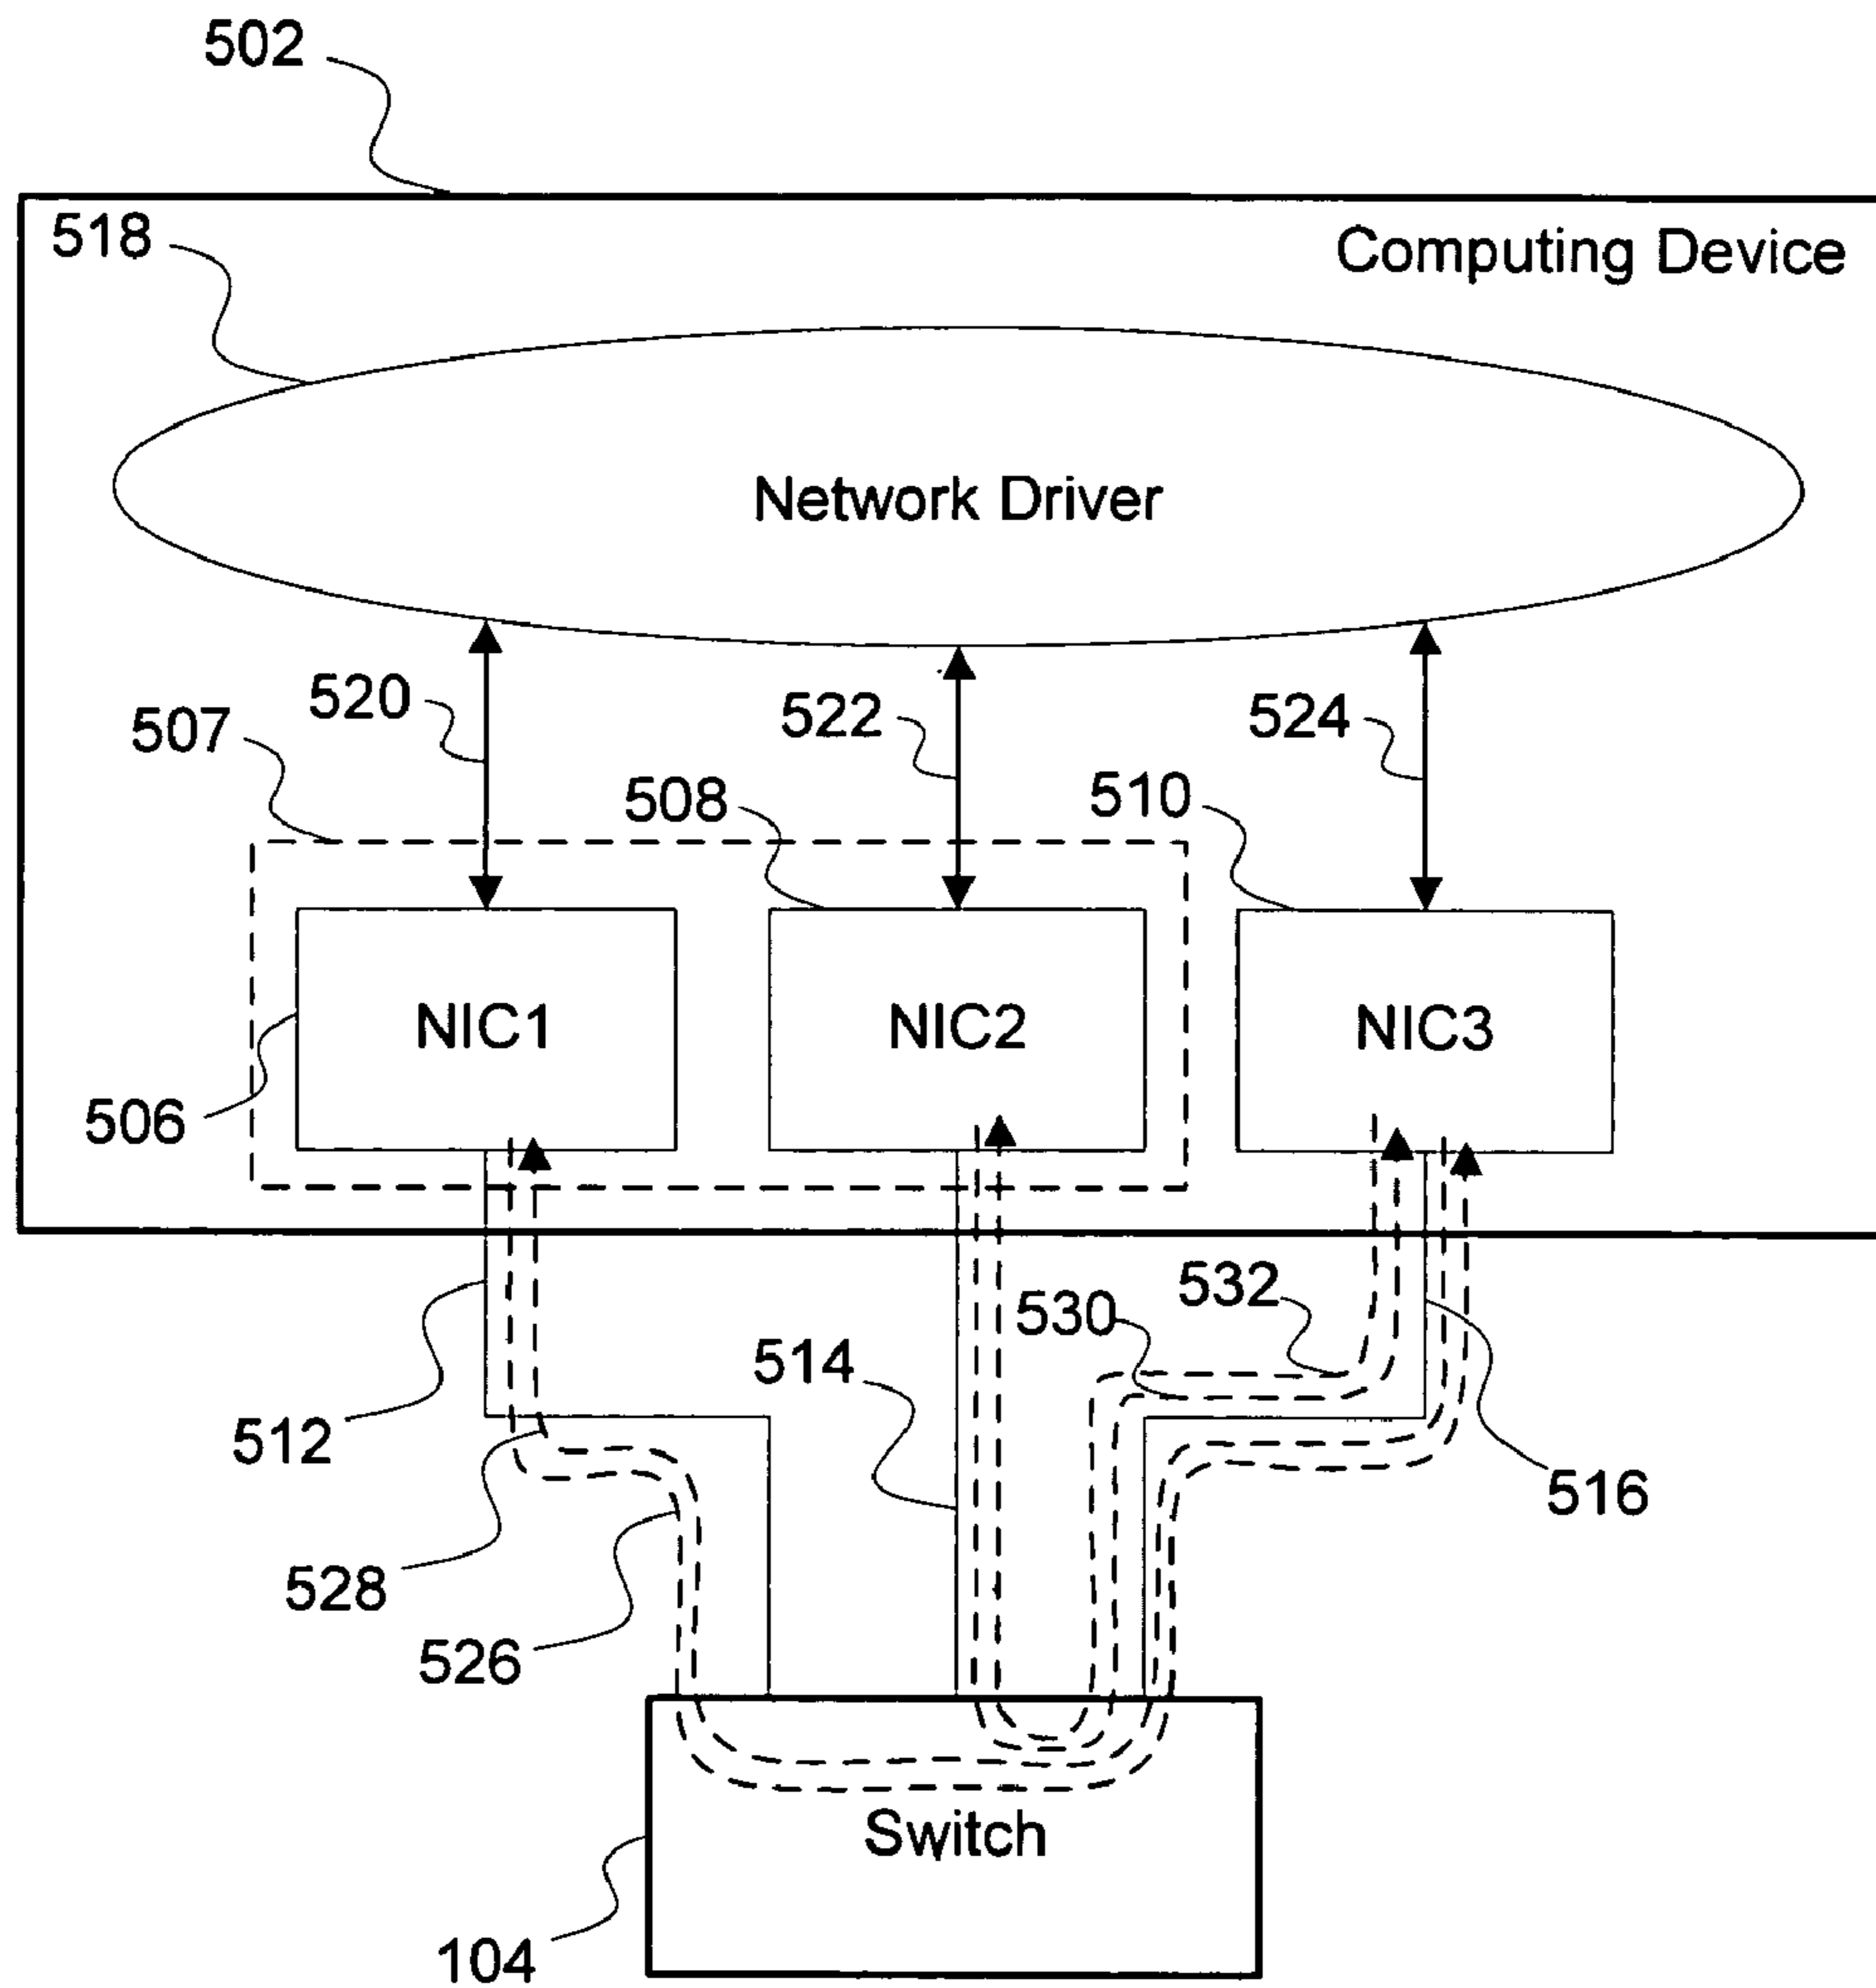 502
518
Computing Device
Network Driver
520
522
524
507
508
510
NIC1
NIC2
NIC3
506
532
530
514
512
516
528
526
Switch
104